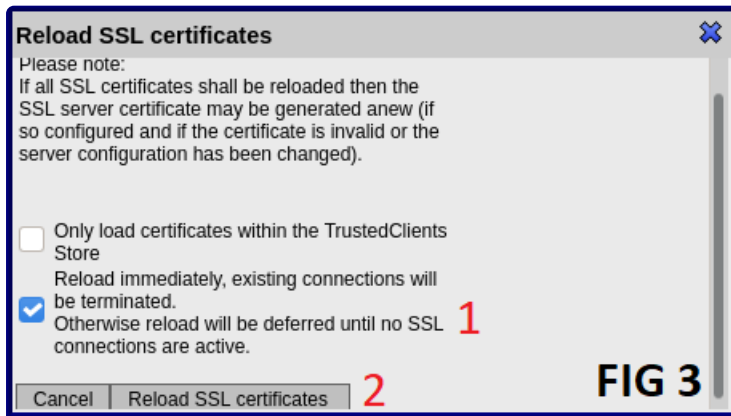 Reload SSL certificates
Please note:
If all SSL certificates shall be reloaded then the
SSL server certificate may be generated anew (if
so configured and if the certificate is invalid or the
server configuration has been changed).
Only load certificates within the TrustedClients
Store
Reload immediately, existing connections will
be terminated.
Otherwise reload will be deferred until no SSL
connections are active.
1
Cancel Reload SSL certificates 2
FIG 3